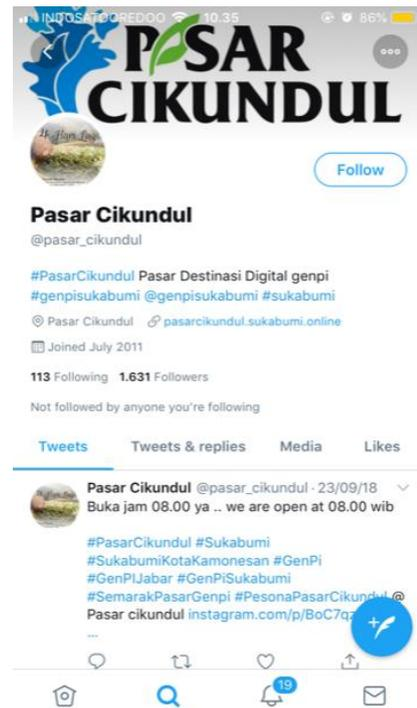 INDOSATOOREDOO 10.35 86%
PASAR
CIKUNDUL
Follow
Pasar Cikundul
@pasar_cikundul
#PasarCikundul Pasar Destinasi Digital genpi
#genpisukabumi @genpisukabumi #sukabumi
Pasar Cikundul pasarcikundul.sukabumi.online
Joined July 2011
113 Following 1.631 Followers
Not followed by anyone you're following
Tweets Tweets & replies Media Likes
Pasar Cikundul @pasar_cikundul · 23/09/18
Buka jam 08.00 ya .. we are open at 08.00 wib
#PasarCikundul #Sukabumi
#SukabumiKotaKamonesan #GenPi
#GenPIJabar #GenPiSukabumi
#SemarakPasarGenpi #PesonaPasarCikundul @
Pasar cikundul instagram.com/p/BoC7qz
...
19